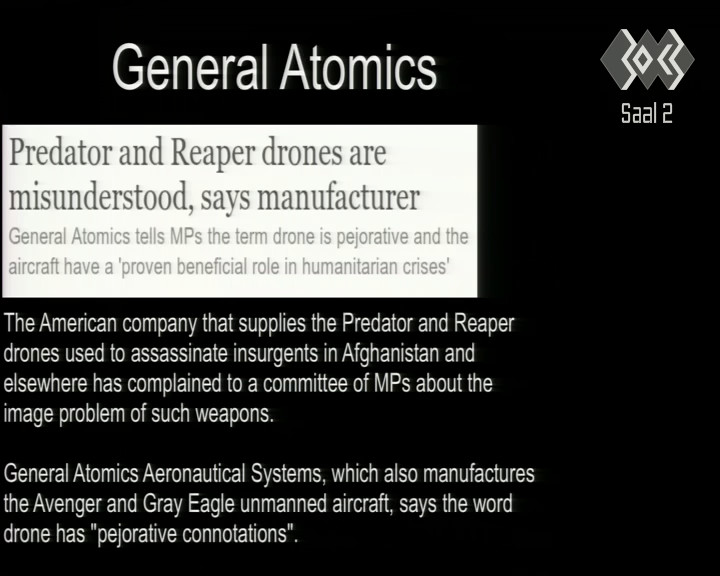 General Atomics
Saal 2
Predator and Reaper drones are
misunderstood, says manufacturer
General Atomics tells MPs the term drone is pejorative and the
aircraft have a 'proven beneficial role in humanitarian crises'
The American company that supplies the Predator and Reaper
drones used to assassinate insurgents in Afghanistan and
elsewhere has complained to a committee of MPs about the
image problem of such weapons.
General Atomics Aeronautical Systems, which also manufactures
the Avenger and Gray Eagle unmanned aircraft, says the word
drone has "pejorative connotations".